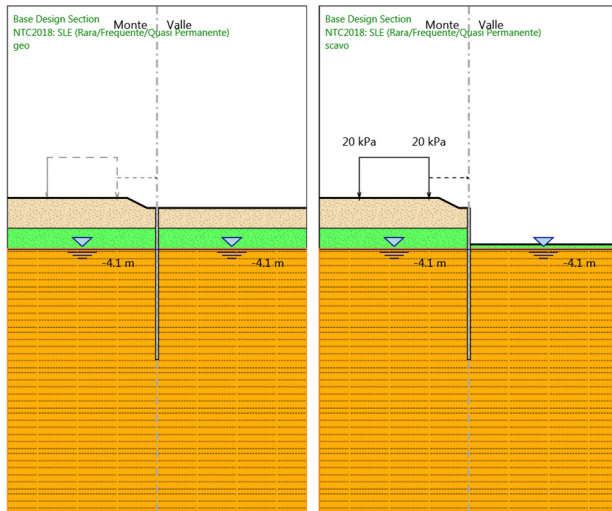 Base Design Section
Monte Valle
NTC2018: SLE (Rara/Frequente/Quasi Permanente)
geo
-4.1 m
-4.1 m
Base Design Section
Monte Valle
NTC2018: SLE (Rara/Frequente/Quasi Permanente)
scavo
20 kPa
20 kPa
-4.1 m
-4.1 m